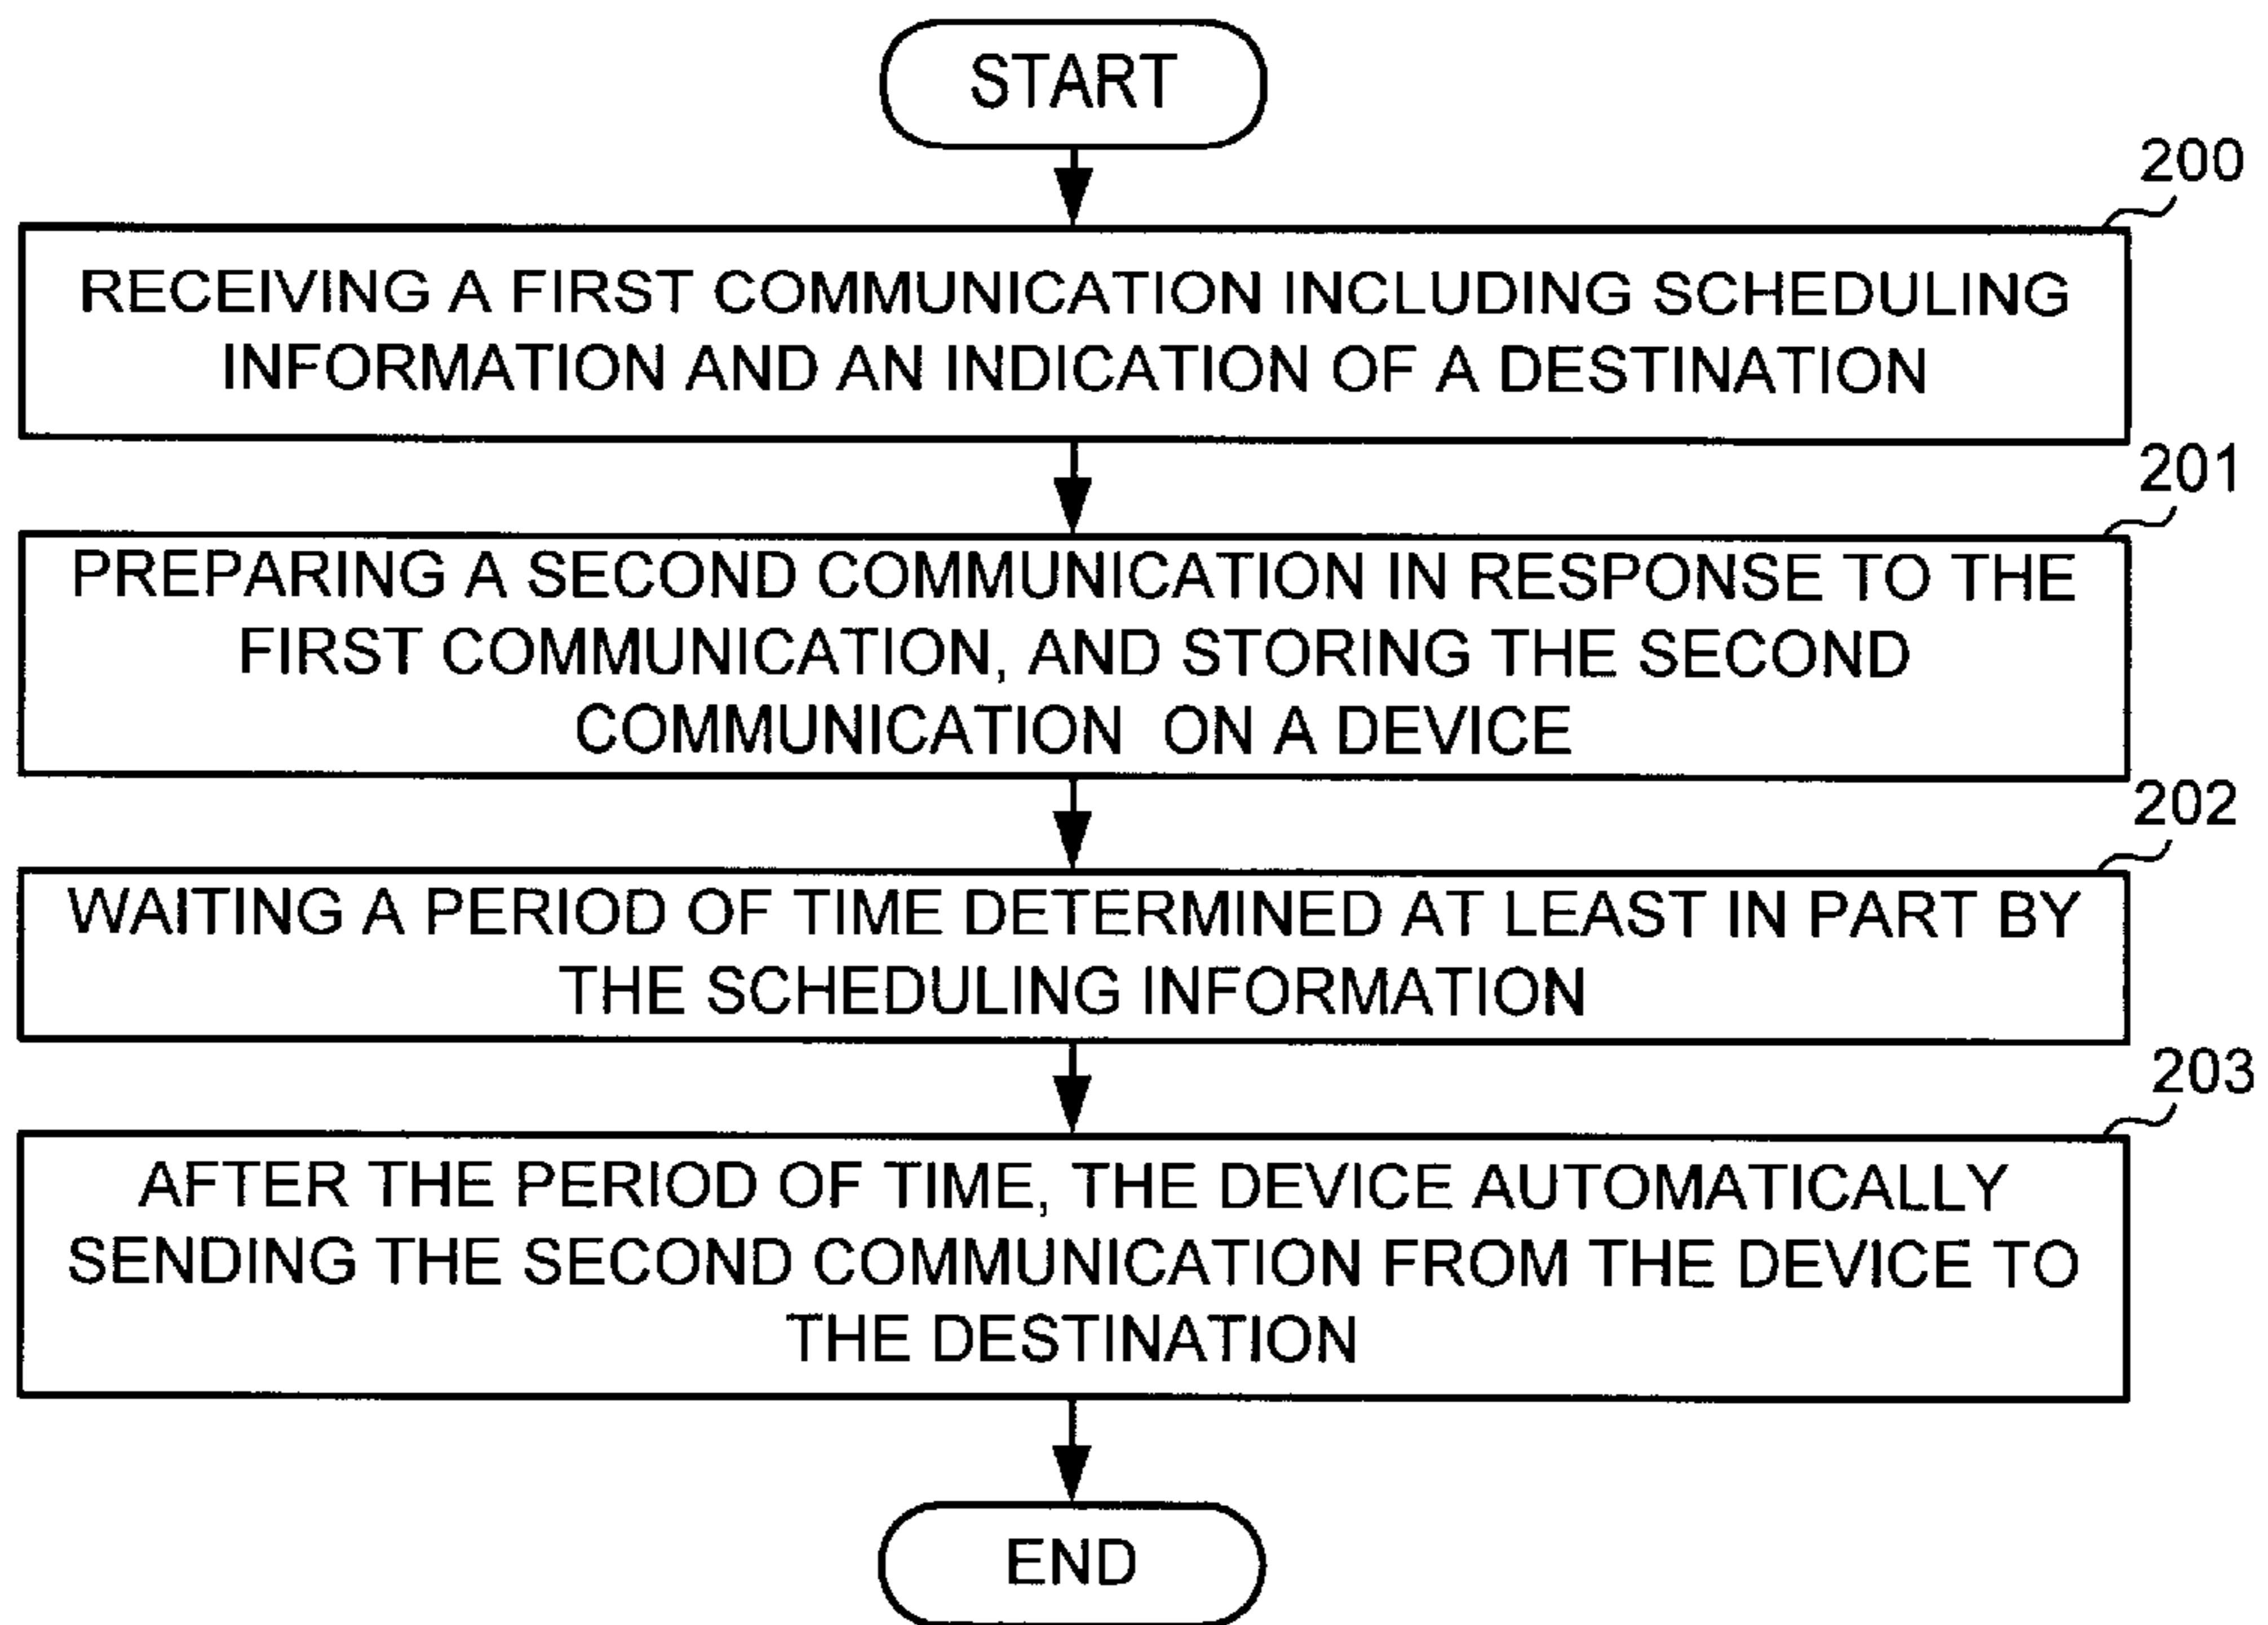 START
200
RECEIVING A FIRST COMMUNICATION INCLUDING SCHEDULING
INFORMATION AND AN INDICATION OF A DESTINATION
201
PREPARING A SECOND COMMUNICATION IN RESPONSE TO THE
FIRST COMMUNICATION, AND STORING THE SECOND
COMMUNICATION ON A DEVICE
202
WAITING A PERIOD OF TIME DETERMINED AT LEAST IN PART BY
THE SCHEDULING INFORMATION
203
AFTER THE PERIOD OF TIME, THE DEVICE AUTOMATICALLY
SENDING THE SECOND COMMUNICATION FROM THE DEVICE TO
THE DESTINATION
END